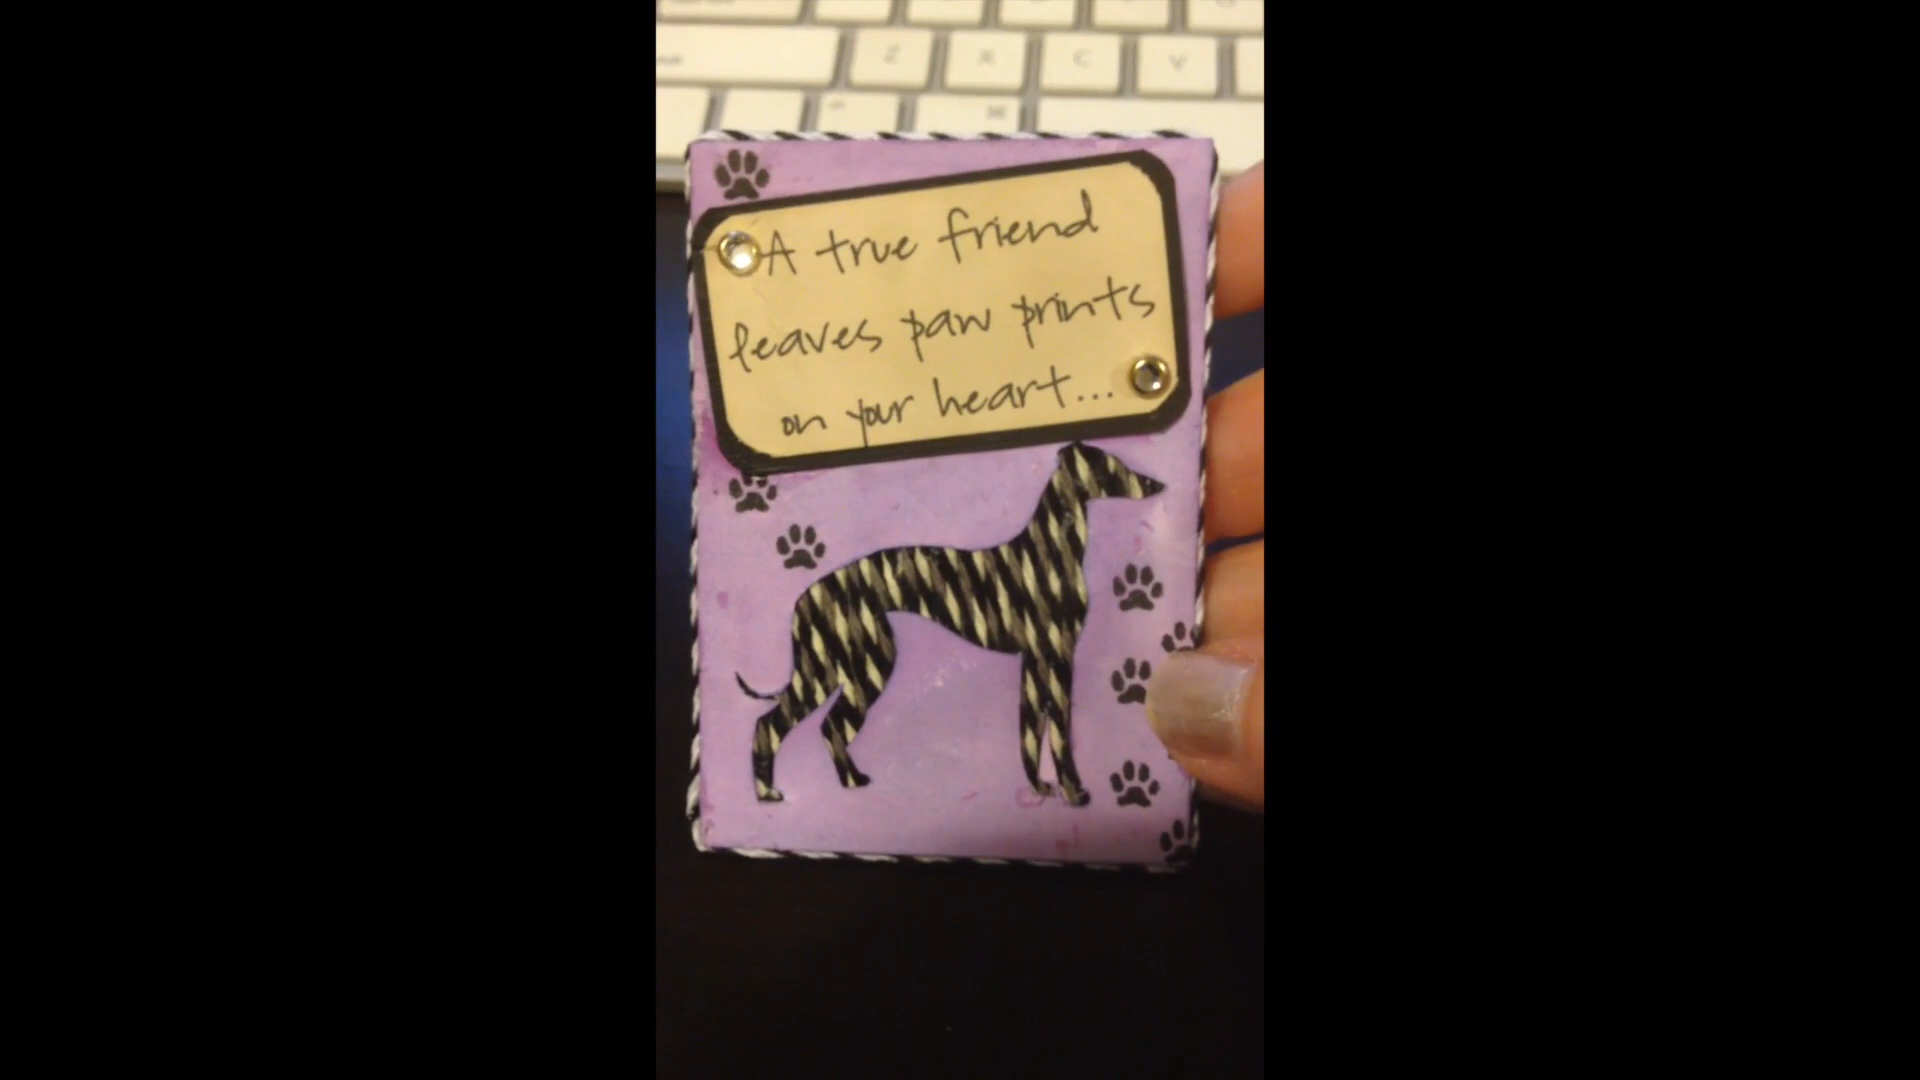 Z X C V
⌘
A true friend
leaves paw prints
on your heart...